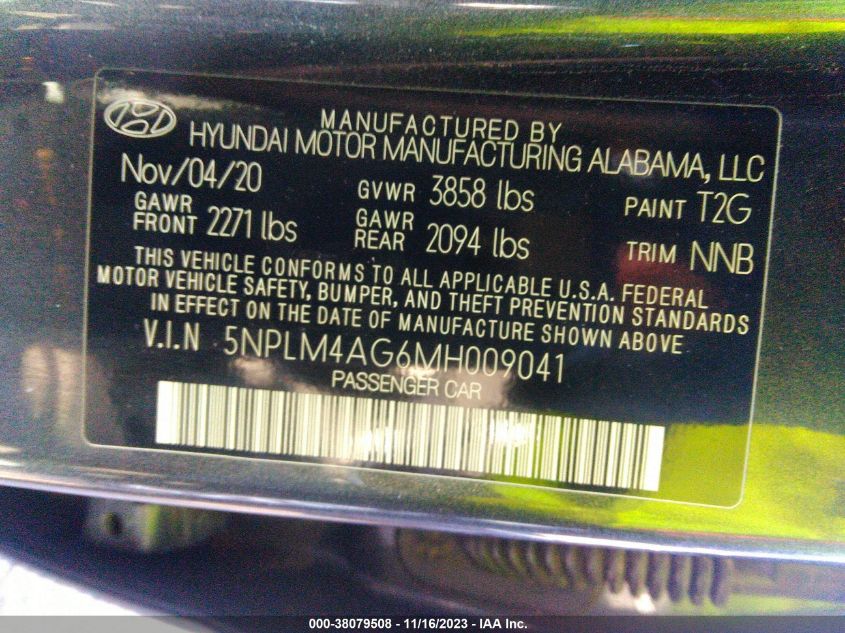 MANUFACTURED BY
HYUNDAI MOTOR MANUFACTURING ALABAMA, LLC
Nov/04/20 GVWR 3858 lbs PAINT T2G
GAWR FRONT 2271 lbs GAWR REAR 2094 lbs TRIM NNB
THIS VEHICLE CONFORMS TO ALL APPLICABLE U.S.A. FEDERAL
MOTOR VEHICLE SAFETY, BUMPER, AND THEFT PREVENTION STANDARDS
IN EFFECT ON THE DATE OF MANUFACTURE SHOWN ABOVE
V.I.N 5NPLM4AG6MH009041
PASSENGER CAR
000-38079508 - 11/16/2023 - IAA Inc.